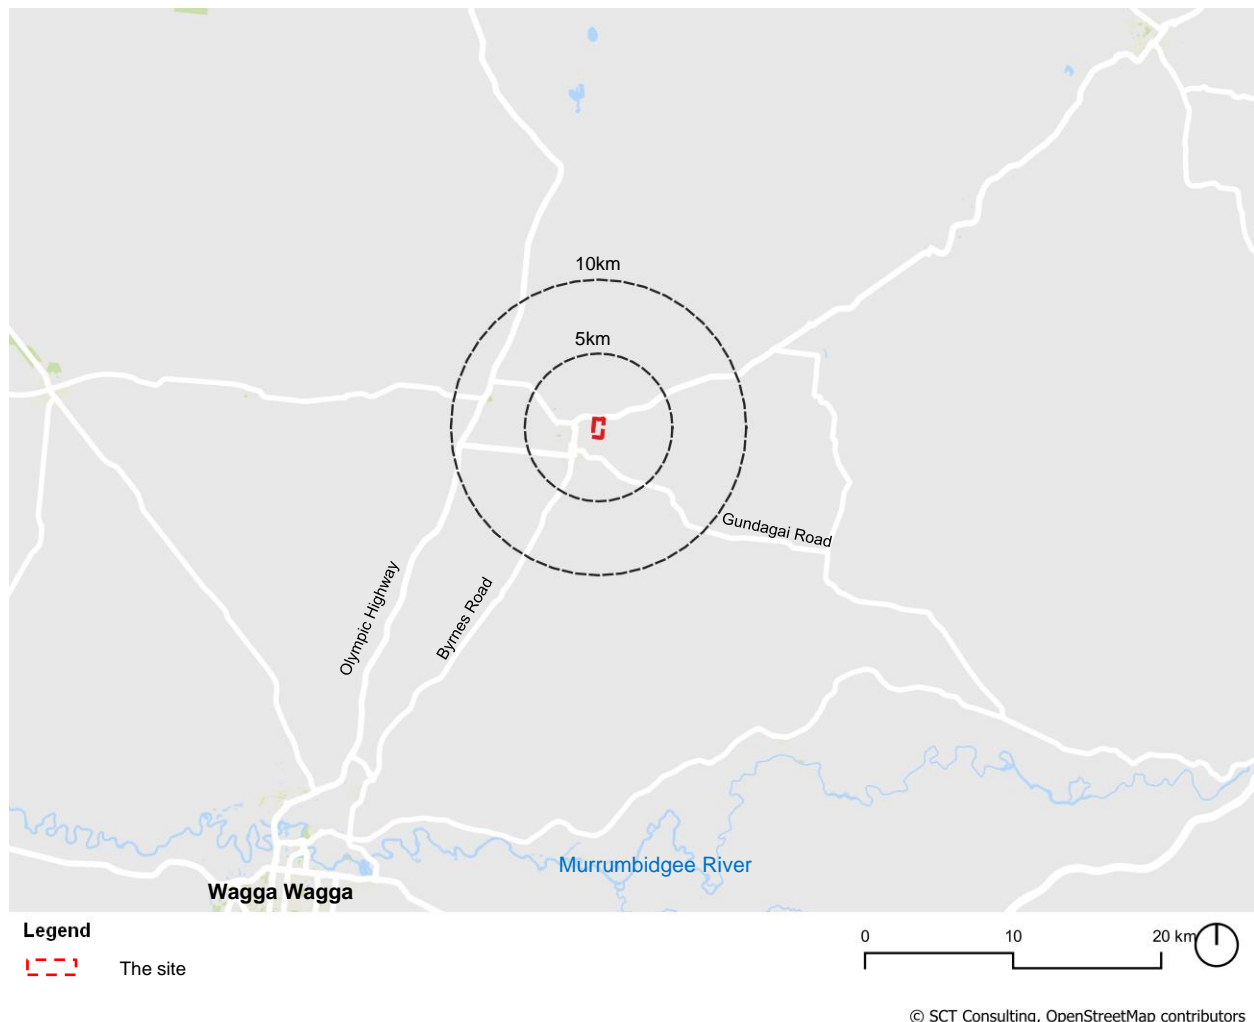 10km
5km
Gundagai Road
Olympic Highway
Byrnes Road
Murrumbidgee River
Wagga Wagga
Legend
The site
0 10 20 km
© SCT Consulting, OpenStreetMap contributors